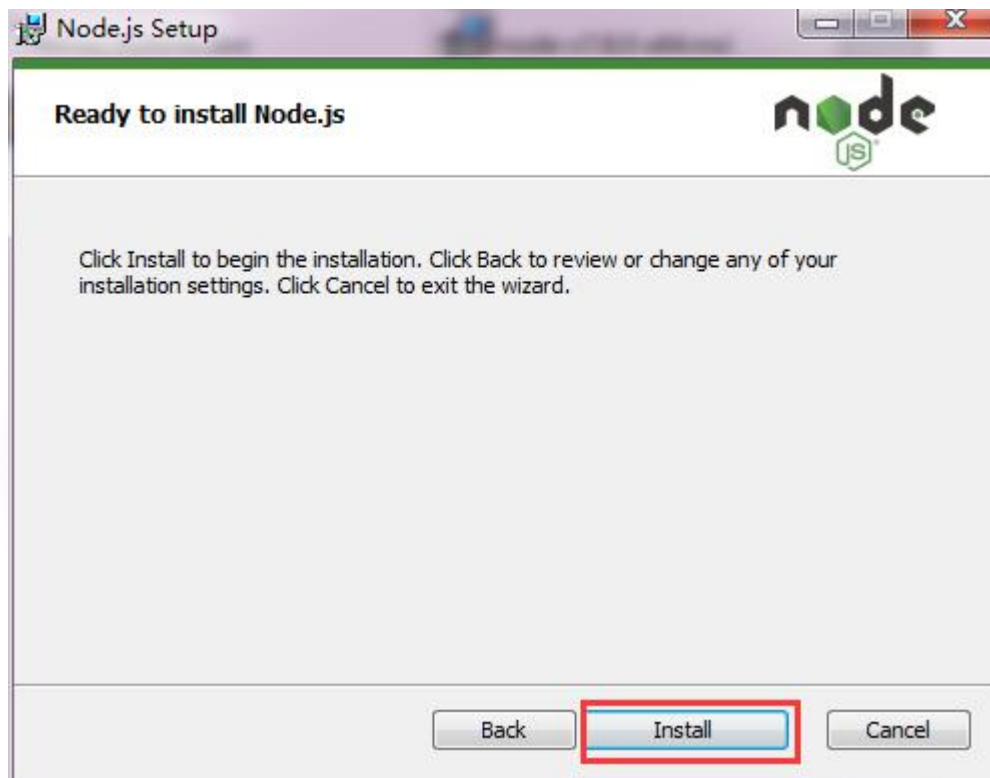 Node.js Setup
Ready to install Node.js
node
JS
Click Install to begin the installation. Click Back to review or change any of your
installation settings. Click Cancel to exit the wizard.
Back
Install
Cancel